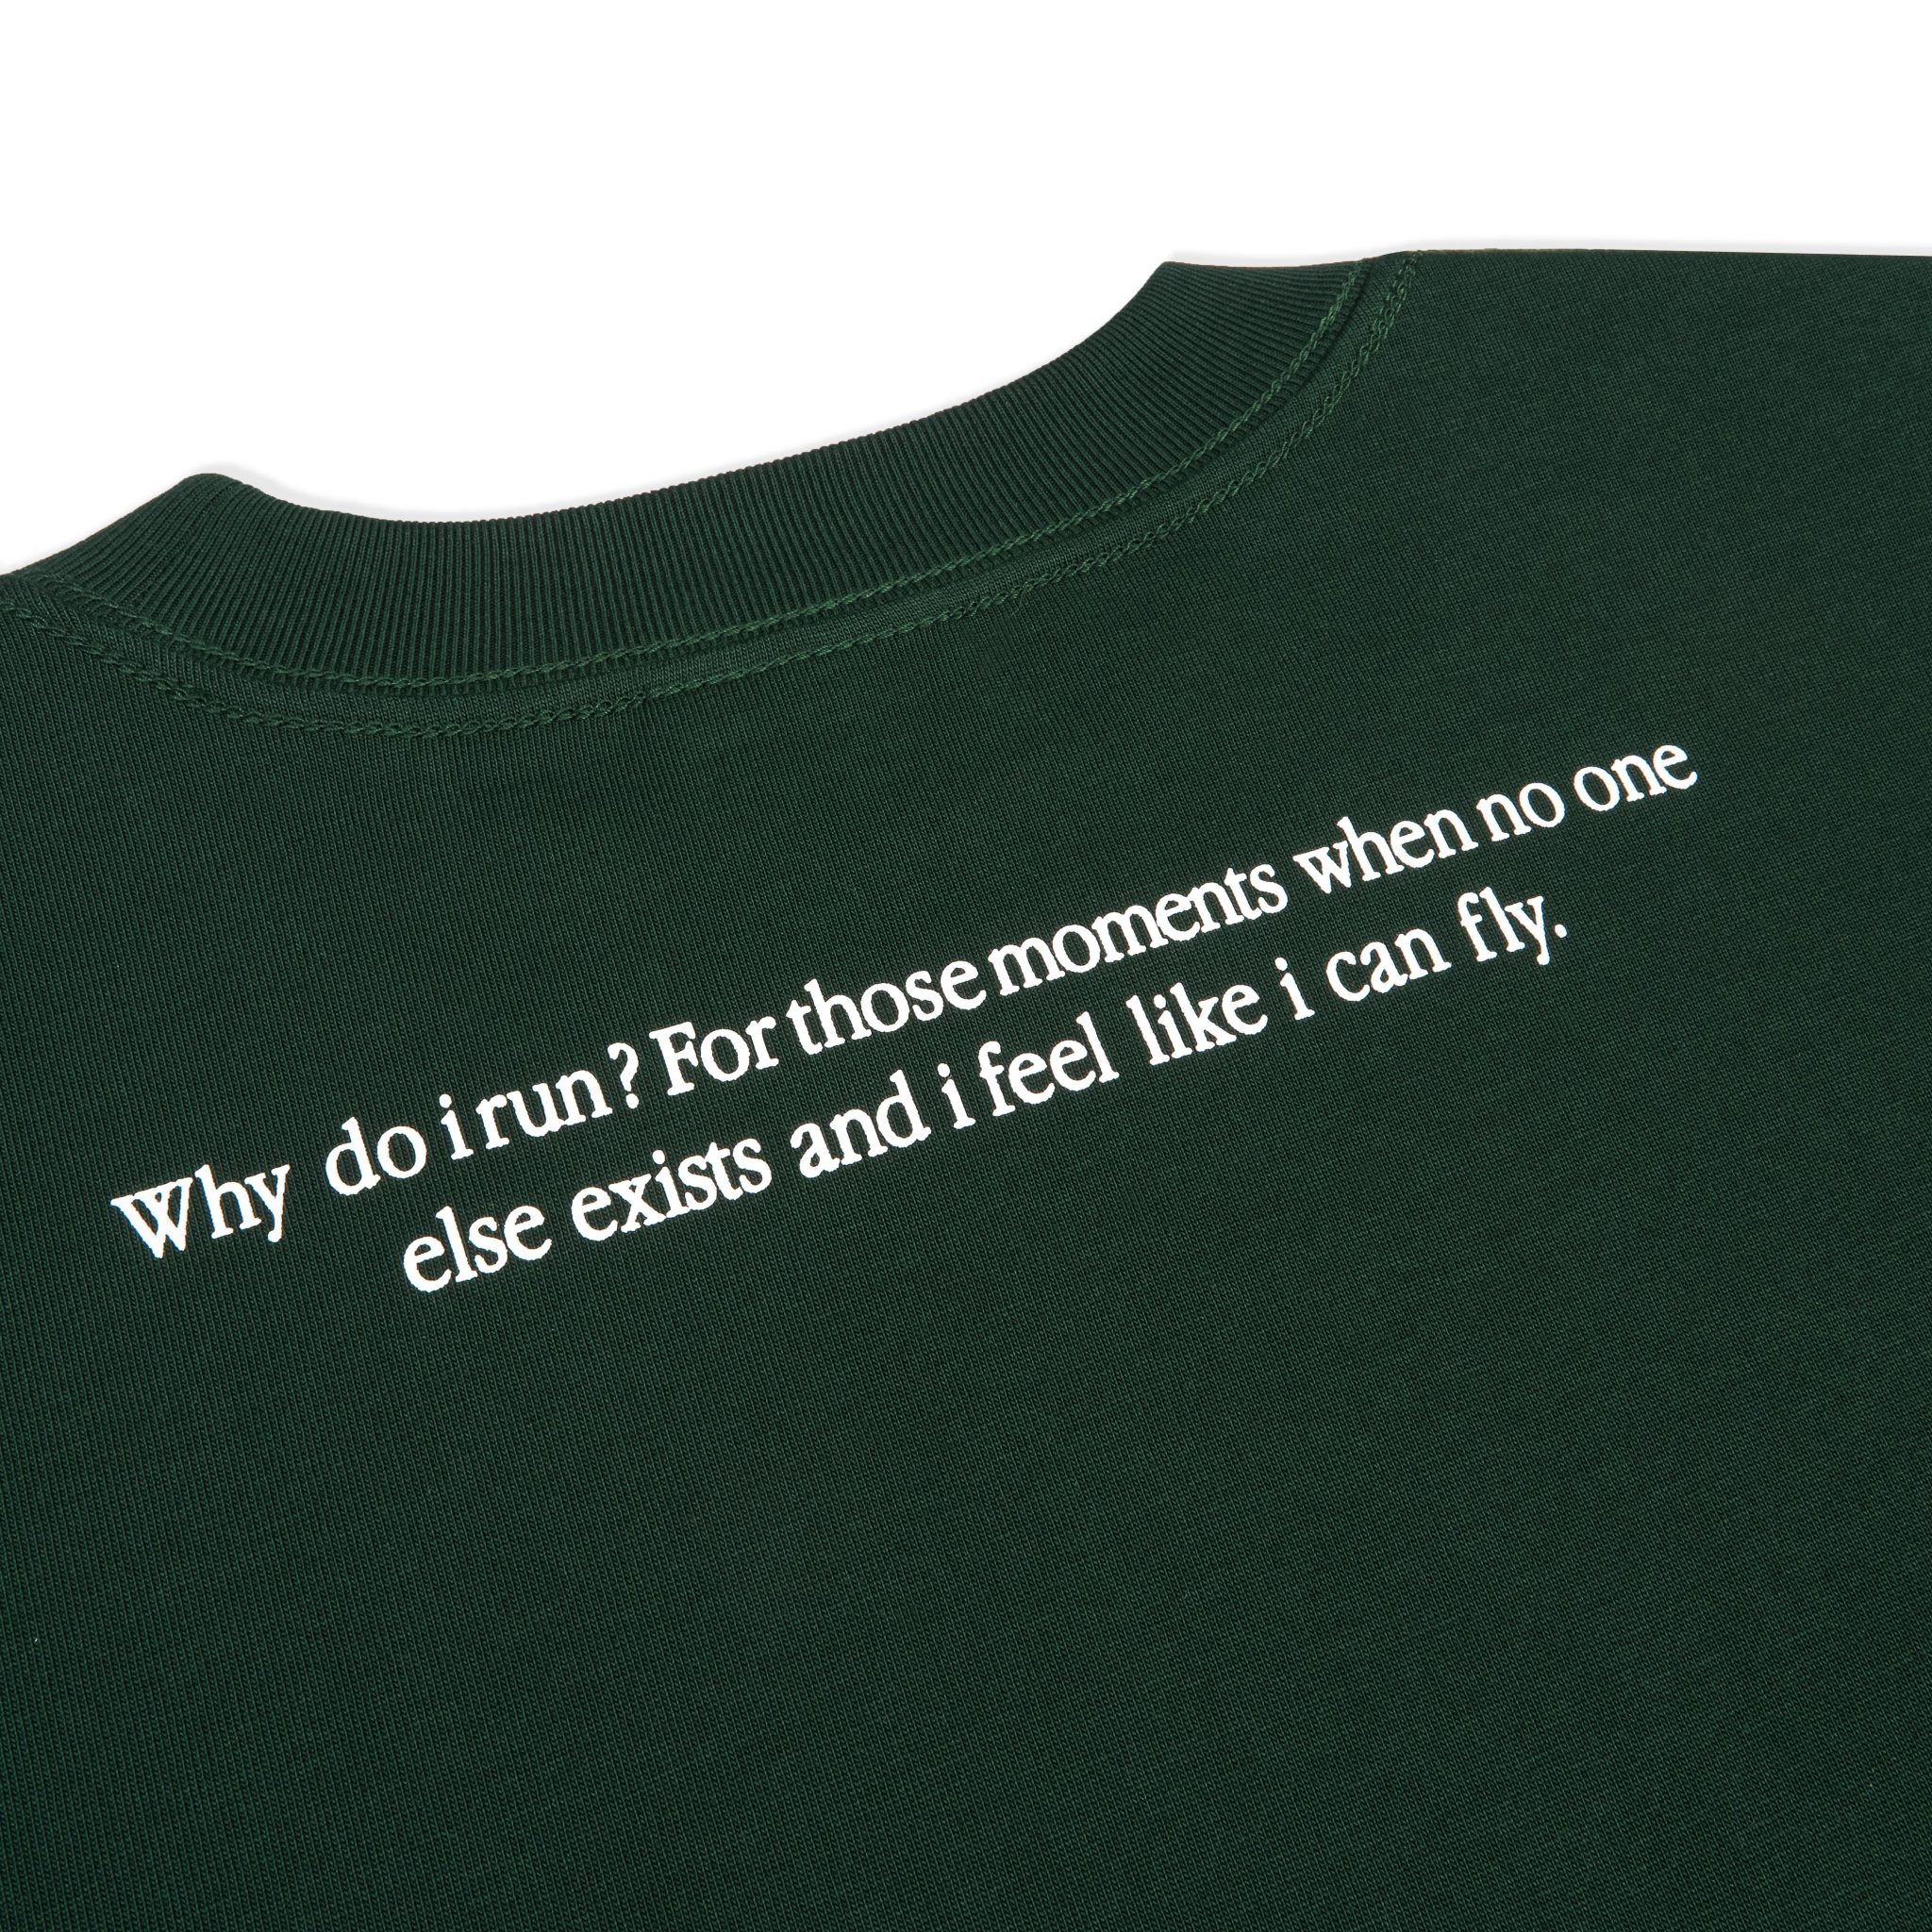 Why do i run? For those moments when no one
else exists and i feel like i can fly.